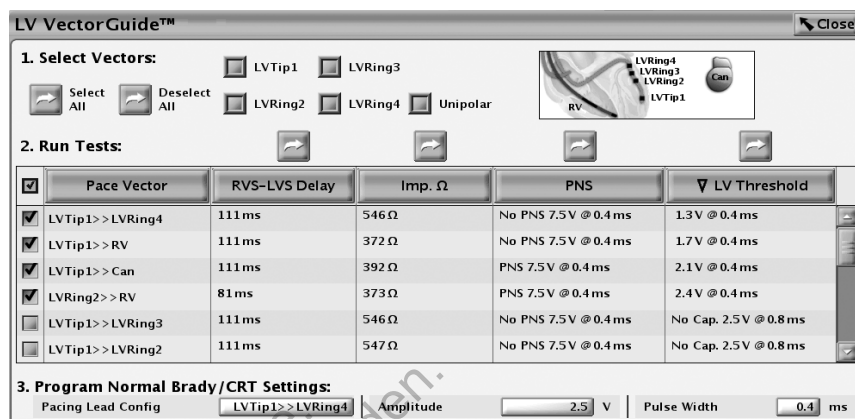 LV VectorGuide™ Close
1. Select Vectors:
LVTip1 LVRing3
Select All Deselect All
LVRing2 LVRing4 Unipolar
LVRing4
LVRing3
LVRing2
LVTip1
RV
Can
2. Run Tests:
Pace Vector RVS-LVS Delay Imp. Ω PNS ∇ LV Threshold
LVTip1>>LVRing4 111ms 546Ω No PNS 7.5V@0.4ms 1.3V@0.4ms
LVTip1>>RV 111ms 372Ω No PNS 7.5V@0.4ms 1.7V@0.4ms
LVTip1>>Can 111ms 392Ω PNS 7.5V@0.4ms 2.1V@0.4ms
LVRing2>>RV 81ms 373Ω PNS 7.5V@0.4ms 2.4V@0.4ms
LVTip1>>LVRing3 111ms 546Ω No PNS 7.5V@0.4ms No Cap. 2.5V@0.8ms
LVTip1>>LVRing2 111ms 547Ω No PNS 7.5V@0.4ms No Cap. 2.5V@0.8ms
3. Program Normal Brady/CRT Settings:
Pacing Lead Config LVTip1>>LVRing4 Amplitude 2.5 V Pulse Width 0.4 ms